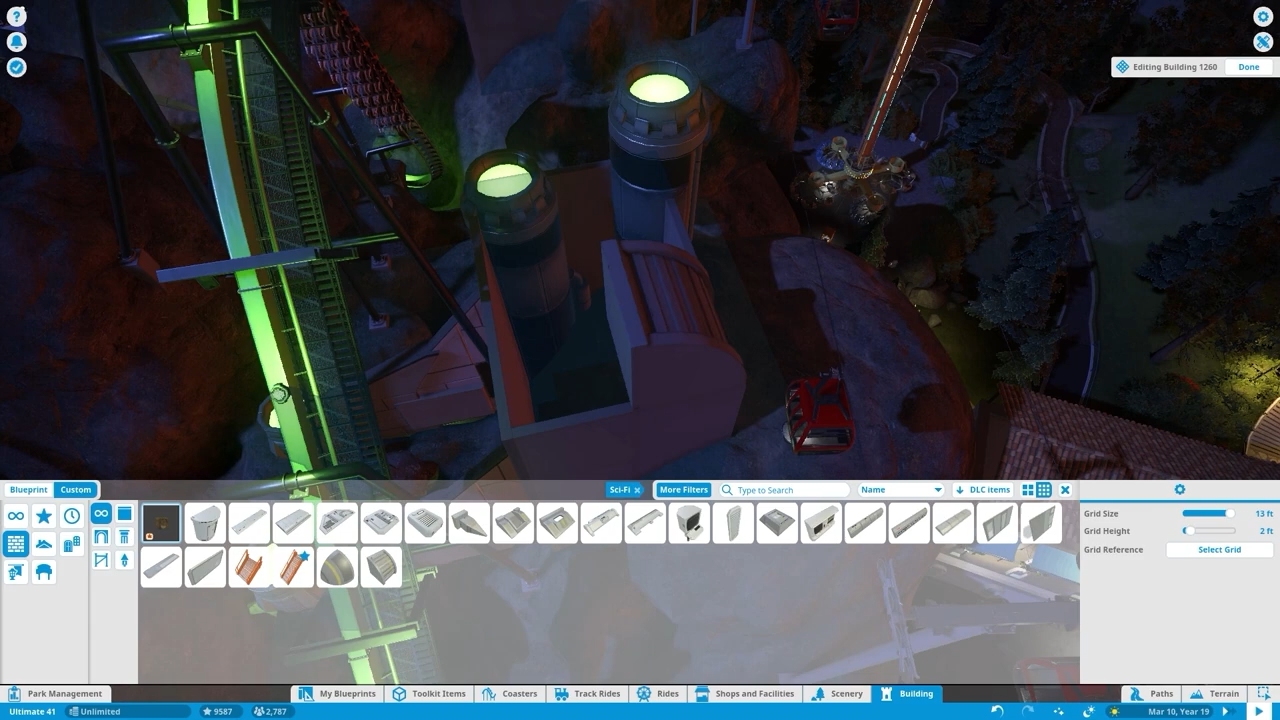 ?
Editing Building 1260 Done
Blueprint Custom Sci-Fi × More Filters Type to Search Name DLC items
Grid Size 13 ft
Grid Height 2 ft
Grid Reference Select Grid
Park Management My Blueprints Toolkit Items Coasters Track Rides Rides Shops and Facilities Scenery Building Paths Terrain
Ultimate 41 Unlimited 9587 2,787 Mar 10, Year 19